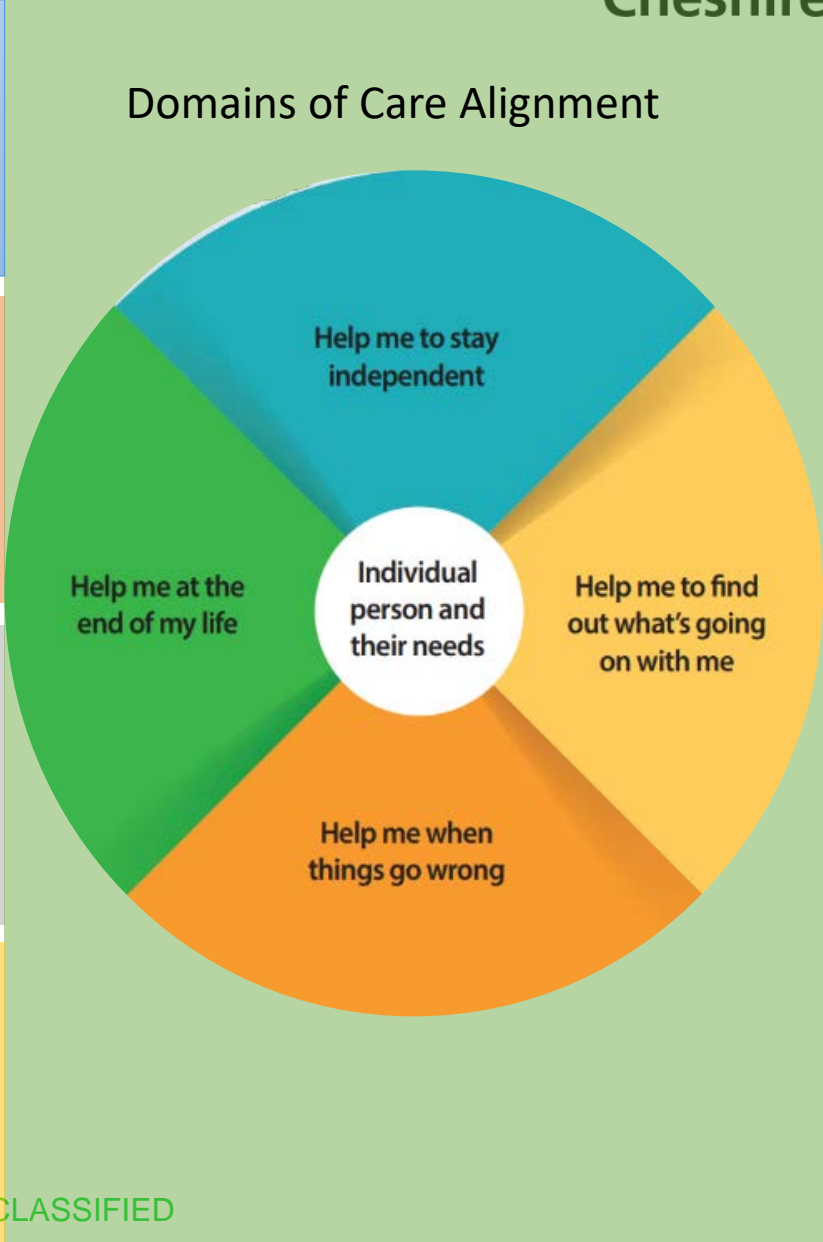 Cheshire
Domains of Care Alignment
Help me to stay
independent
Help me at the
end of my life
Individual
person and
their needs
Help me to find
out what's going
on with me
Help me when
things go wrong
CLASSIFIED